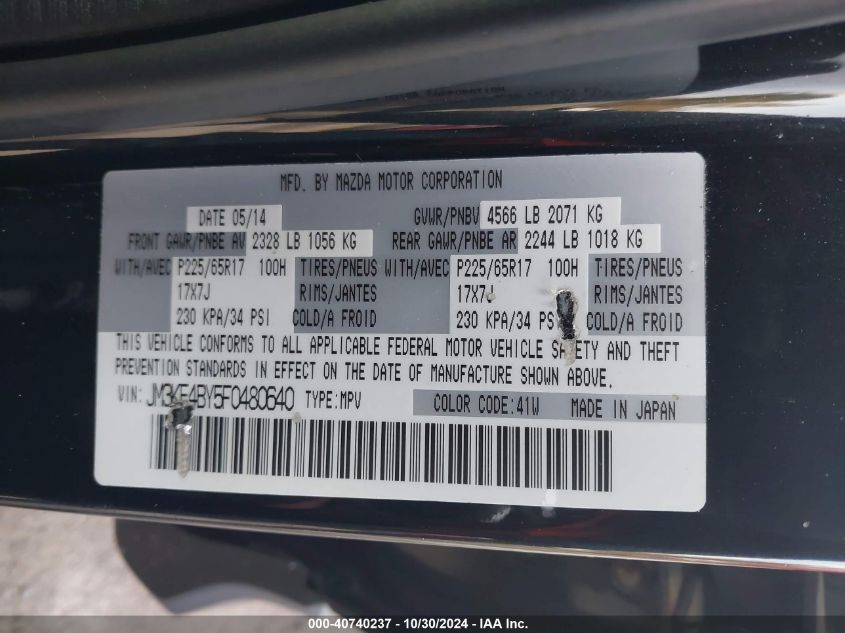 MFD. BY MAZDA MOTOR CORPORATION
DATE 05/14 GVWR/PNBV 4566 LB 2071 KG
FRONT GAWR/PNBE AV 2328 LB 1056 KG REAR GAWR/PNBE AR 2244 LB 1018 KG
WITH/AVEC P225/65R17 100H TIRES/PNEUS WITH/AVEC P225/65R17 100H TIRES/PNEUS
17X7J RIMS/JANTES 17X7J RIMS/JANTES
230 KPA/34 PSI COLD/A FROID 230 KPA/34 PSI COLD/A FROID
THIS VEHICLE CONFORMS TO ALL APPLICABLE FEDERAL MOTOR VEHICLE SAFETY AND THEFT
PREVENTION STANDARDS IN EFFECT ON THE DATE OF MANUFACTURE SHOWN ABOVE.
VIN: JM3KE4BY5F0480640 TYPE:MPV COLOR CODE:41W MADE IN JAPAN
000-40740237 - 10/30/2024 - IAA Inc.